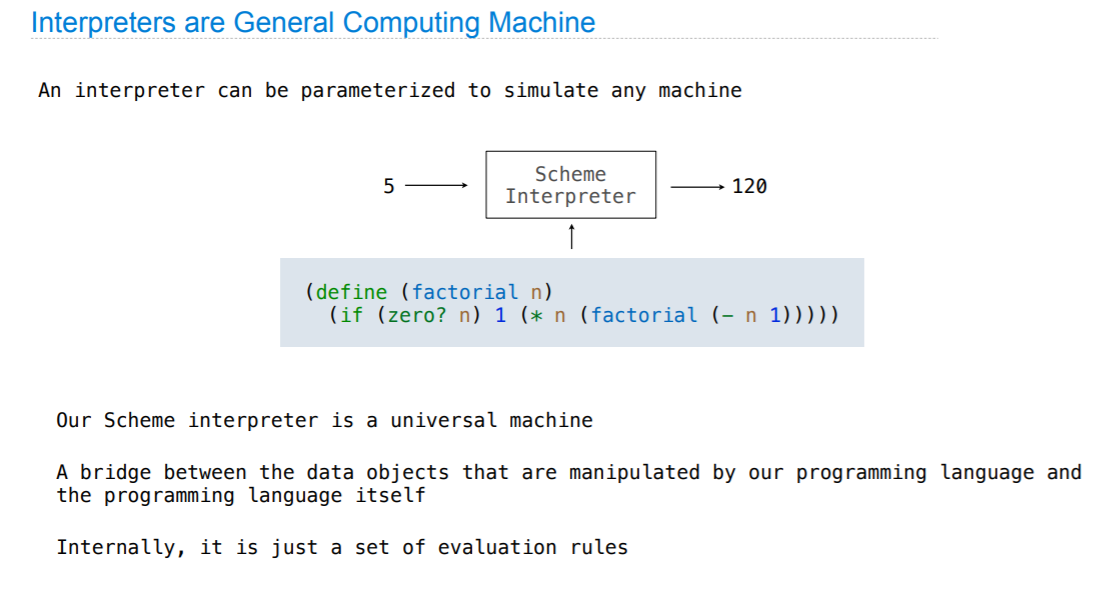 Interpreters are General Computing Machine
An interpreter can be parameterized to simulate any machine
5
Scheme
Interpreter
120
(define (factorial n)
(if (zero? n) 1 (* n (factorial (- n 1)))))
Our Scheme interpreter is a universal machine
A bridge between the data objects that are manipulated by our programming language and
the programming language itself
Internally, it is just a set of evaluation rules